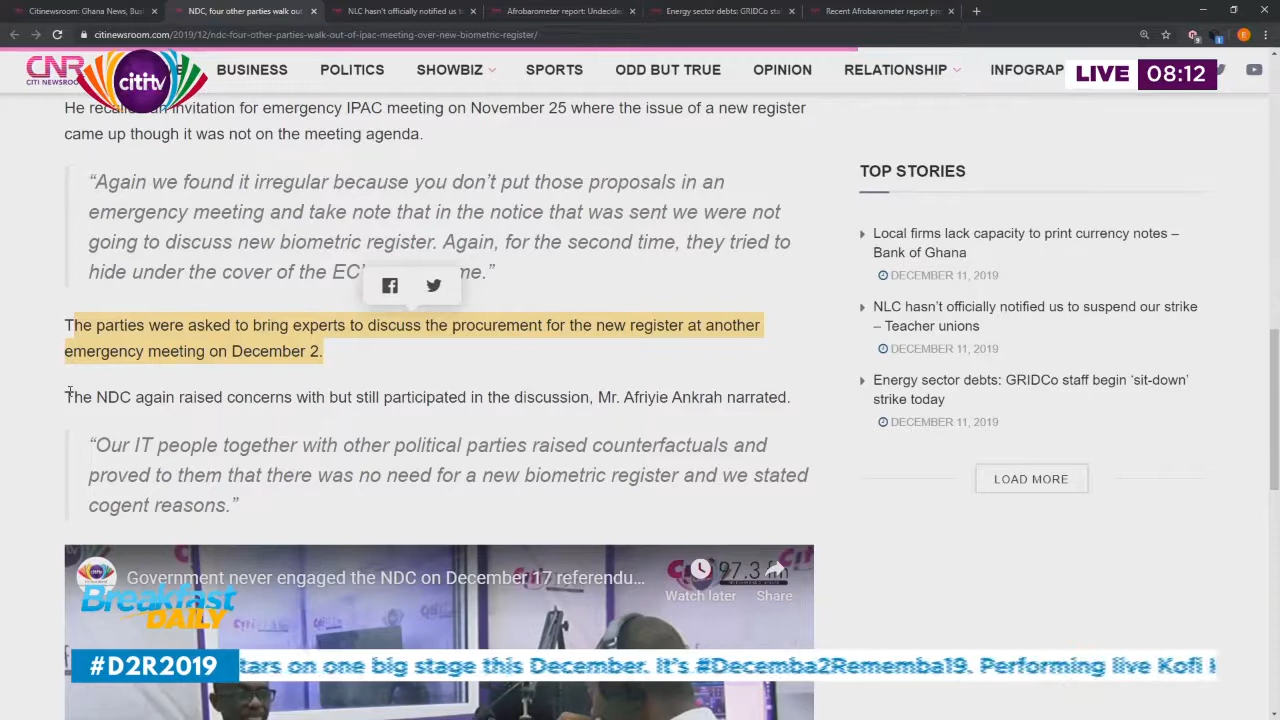 Citinewsroom: Ghana News, Bus
NDC, four other parties walk out
NLC hasn't officially notified us t
Afrobarometer report: Undecide
Energy sector debts: GRIDCo sta
Recent Afrobarometer report pe
citinewsroom.com/2019/12/ndc-four-other-parties-walk-out-of-ipac-meeting-over-new-biometric-register/
CNR
CITI NEWSROOM
citi tv
BUSINESS
POLITICS
SHOWBIZ
SPORTS
ODD BUT TRUE
OPINION
RELATIONSHIP
INFOGRAP
LIVE 08:12
He recalled an invitation for emergency IPAC meeting on November 25 where the issue of a new register
came up though it was not on the meeting agenda.
“Again we found it irregular because you don’t put those proposals in an
emergency meeting and take note that in the notice that was sent we were not
going to discuss new biometric register. Again, for the second time, they tried to
hide under the cover of the EC me.”
The parties were asked to bring experts to discuss the procurement for the new register at another
emergency meeting on December 2.
The NDC again raised concerns with but still participated in the discussion, Mr. Afriyie Ankrah narrated.
“Our IT people together with other political parties raised counterfactuals and
proved to them that there was no need for a new biometric register and we stated
cogent reasons.”
TOP STORIES
Local firms lack capacity to print currency notes –
Bank of Ghana
DECEMBER 11, 2019
NLC hasn’t officially notified us to suspend our strike
– Teacher unions
DECEMBER 11, 2019
Energy sector debts: GRIDCo staff begin ‘sit-down’
strike today
DECEMBER 11, 2019
LOAD MORE
Government never engaged the NDC on December 17 referendu...
97.3 fm
Watch later
Share
Breakfast
DAILY
#D2R2019
tars on one big stage this December. It's #Decemba2Rememba19. Performing live Kofi